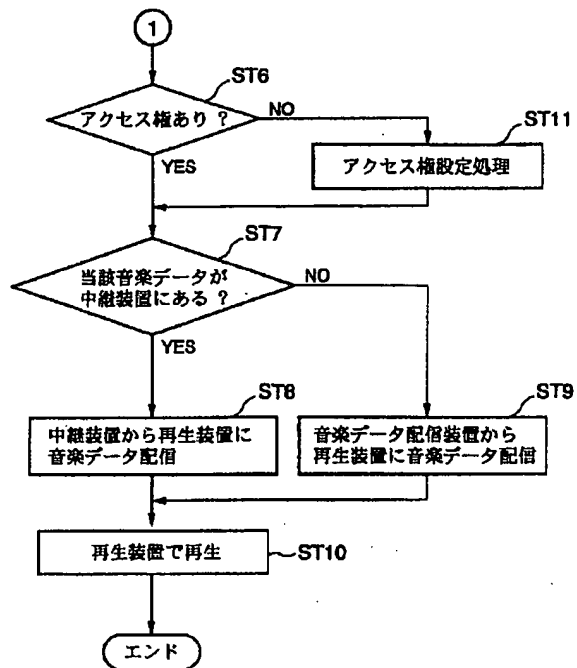 1
ST6
アクセス権あり ?
NO
ST11
アクセス権設定処理
YES
ST7
当該音楽データが
中継装置にある ?
NO
YES
ST8
中継装置から再生装置に
音楽データ配信
ST9
音楽データ配信装置から
再生装置に音楽データ配信
再生装置で再生
ST10
エンド